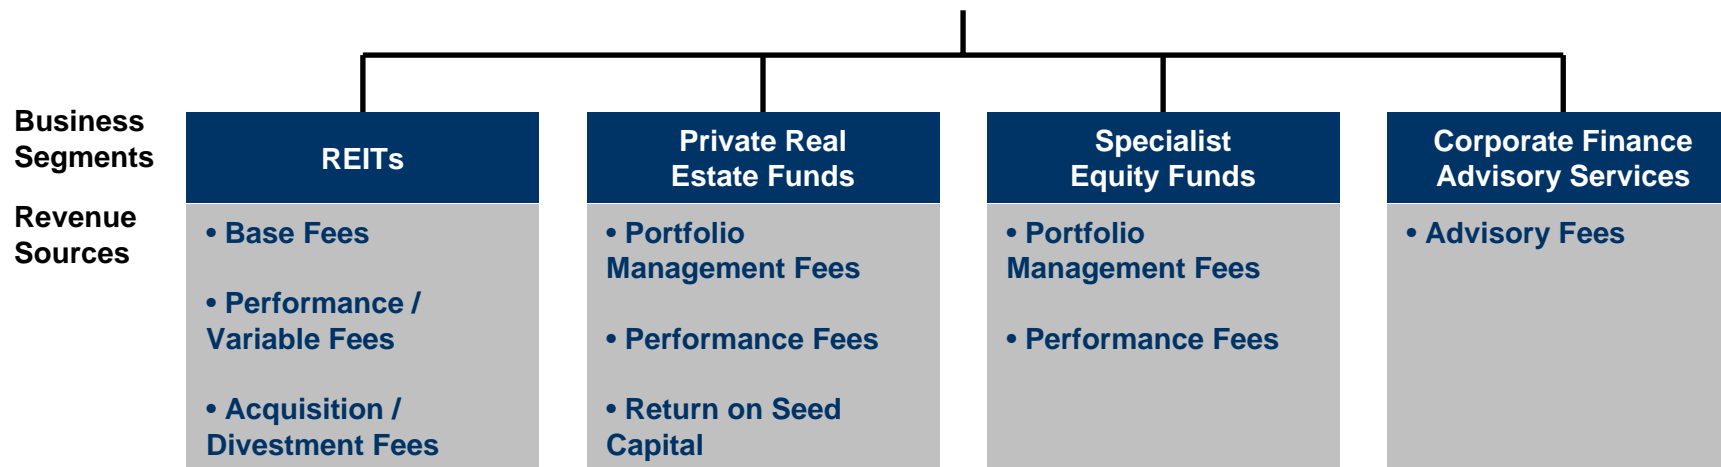 Business
Segments
REITs
Private Real
Estate Funds
Specialist
Equity Funds
Corporate Finance
Advisory Services
Revenue
Sources
• Base Fees
• Performance /
Variable Fees
• Acquisition /
Divestment Fees
• Portfolio
Management Fees
• Performance Fees
• Return on Seed
Capital
• Portfolio
Management Fees
• Performance Fees
• Advisory Fees